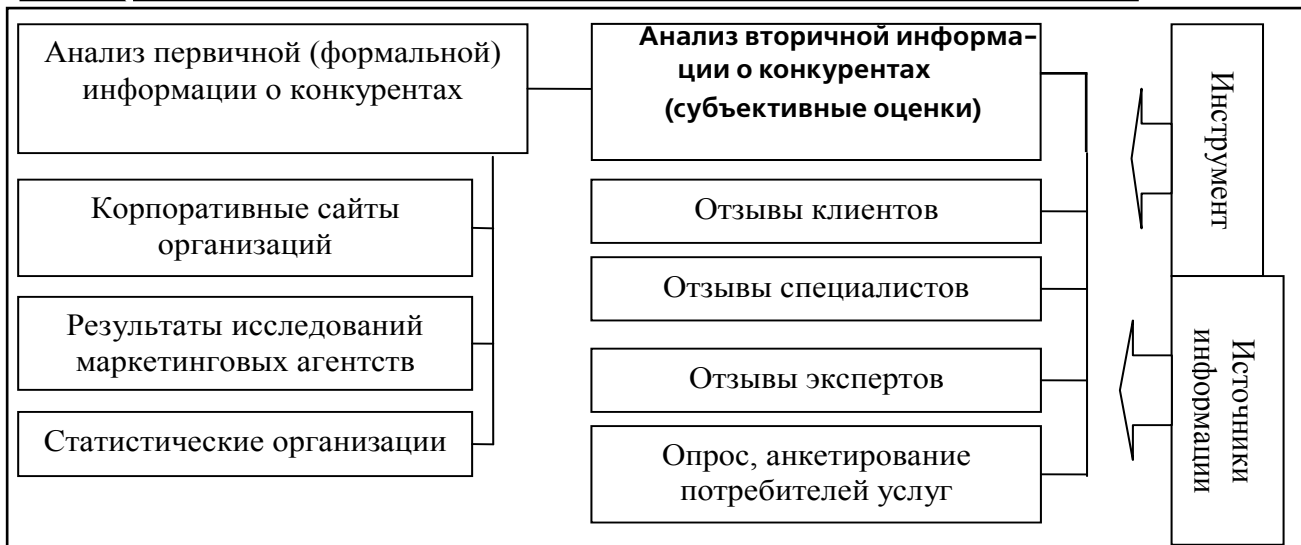 Анализ первичной (формальной)
информации о конкурентах
Анализ вторичной информа-
ции о конкурентах
(субъективные оценки)
Инструмент
Корпоративные сайты
организаций
Результаты исследований
маркетинговых агентств
Статистические организации
Отзывы клиентов
Отзывы специалистов
Отзывы экспертов
Опрос, анкетирование
потребителей услуг
Источники
информации